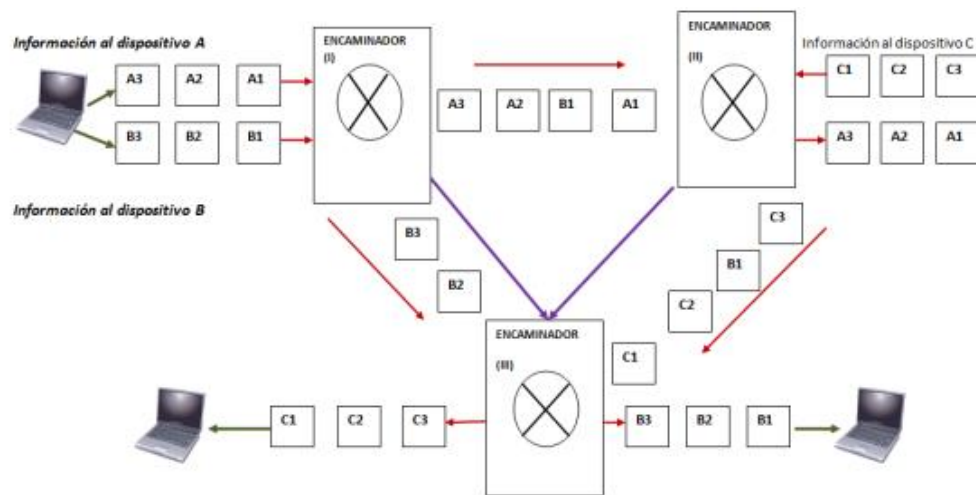 Información al dispositivo A
ENCAMINADOR
(I)
ENCAMINADOR
(II)
Información al dispositivo C
A3 A2 A1
A3 A2 B1 A1
C1 C2 C3
B3 B2 B1
A3 A2 A1
Información al dispositivo B
B3
B2
C3
B1
C2
C1
ENCAMINADOR
(III)
C1 C2 C3
B3 B2 B1